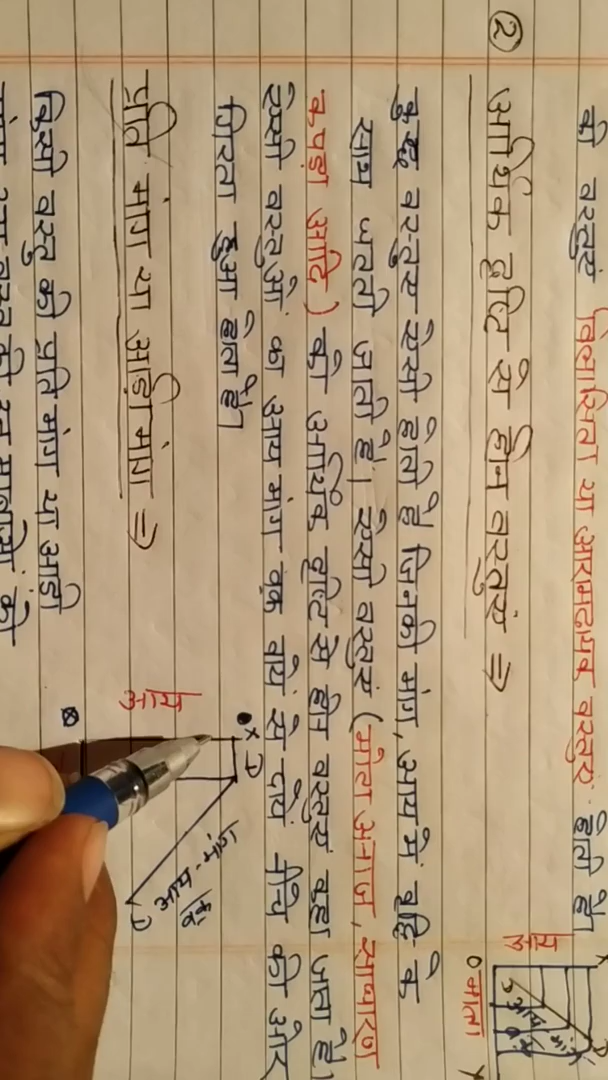 की वस्तुएं विलासिता या आरामदायक वस्तुएं होती हैं।
② आर्थिक दृष्टि से हीन वस्तुएं ⇒
कुछ वस्तुएं ऐसी होती हैं जिनकी मांग, आय में वृद्धि के
साथ घटती जाती है। ऐसी वस्तुएं (मोटा अनाज, साधारण
कपड़ा आदि) को आर्थिक दृष्टि से हीन वस्तुएं कहा जाता है।
ऐसी वस्तुओं का आय मांग वक्र बांये से दांये नीचे की ओर
गिरता हुआ होता है।
प्रति मांग या आड़ी मांग ⇒
किसी वस्तु की प्रति मांग या आड़ी
आय
X
D
D
आय
O
मात्रा
X